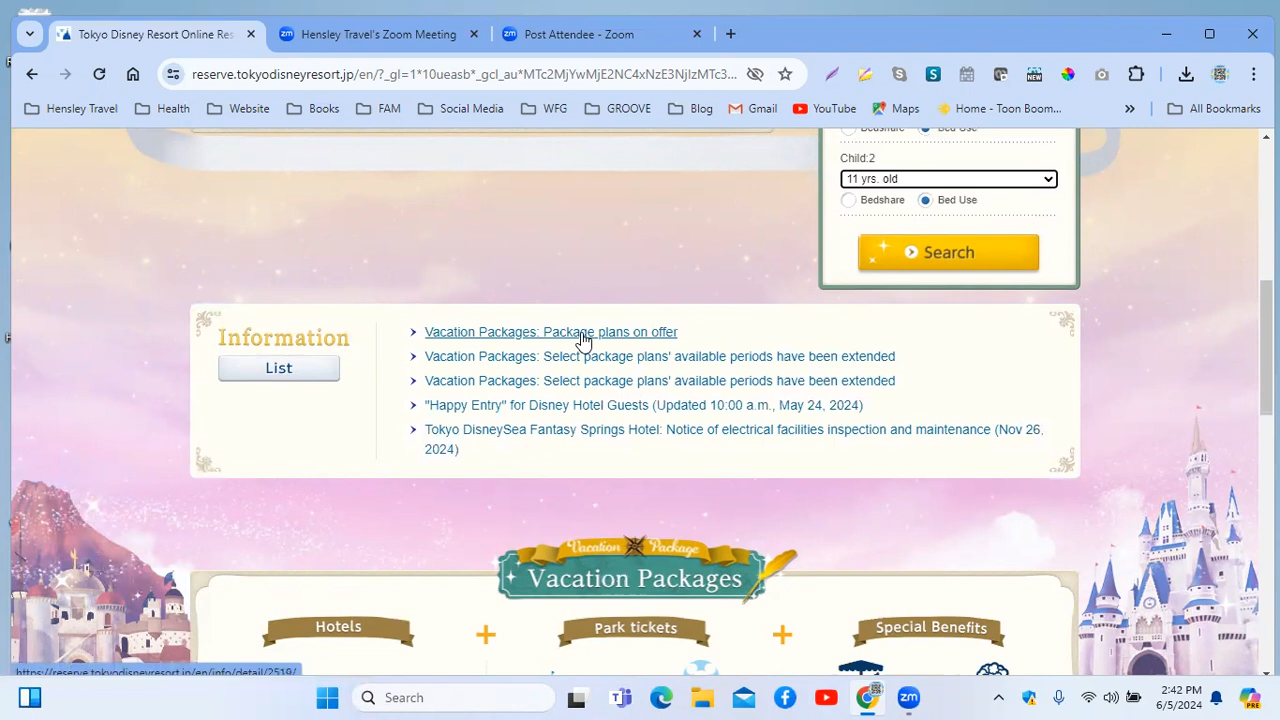 Tokyo Disney Resort Online Res
Hensley Travel's Zoom Meeting
Post Attendee - Zoom
reserve.tokyodisneyresort.jp/en/?_gl=1*10ueasb*_gcl_au*MTc2MjYwMjE2NC4xNzE3NjIzMTc3...
Hensley Travel
Health
Website
Books
FAM
Social Media
WFG
GROOVE
Blog
Gmail
YouTube
Maps
Home - Toon Boom...
All Bookmarks
Bedshare Bed Use
Child:2
11 yrs. old
Bedshare Bed Use
Search
Information
List
Vacation Packages: Package plans on offer
Vacation Packages: Select package plans' available periods have been extended
Vacation Packages: Select package plans' available periods have been extended
"Happy Entry" for Disney Hotel Guests (Updated 10:00 a.m., May 24, 2024)
Tokyo DisneySea Fantasy Springs Hotel: Notice of electrical facilities inspection and maintenance (Nov 26,
2024)
Vacation Package
Vacation Packages
Hotels + Park tickets + Special Benefits
https://reserve.tokyodisneyresort.jp/en/info/detail/2519/
Search
2:42 PM
6/5/2024
PRE